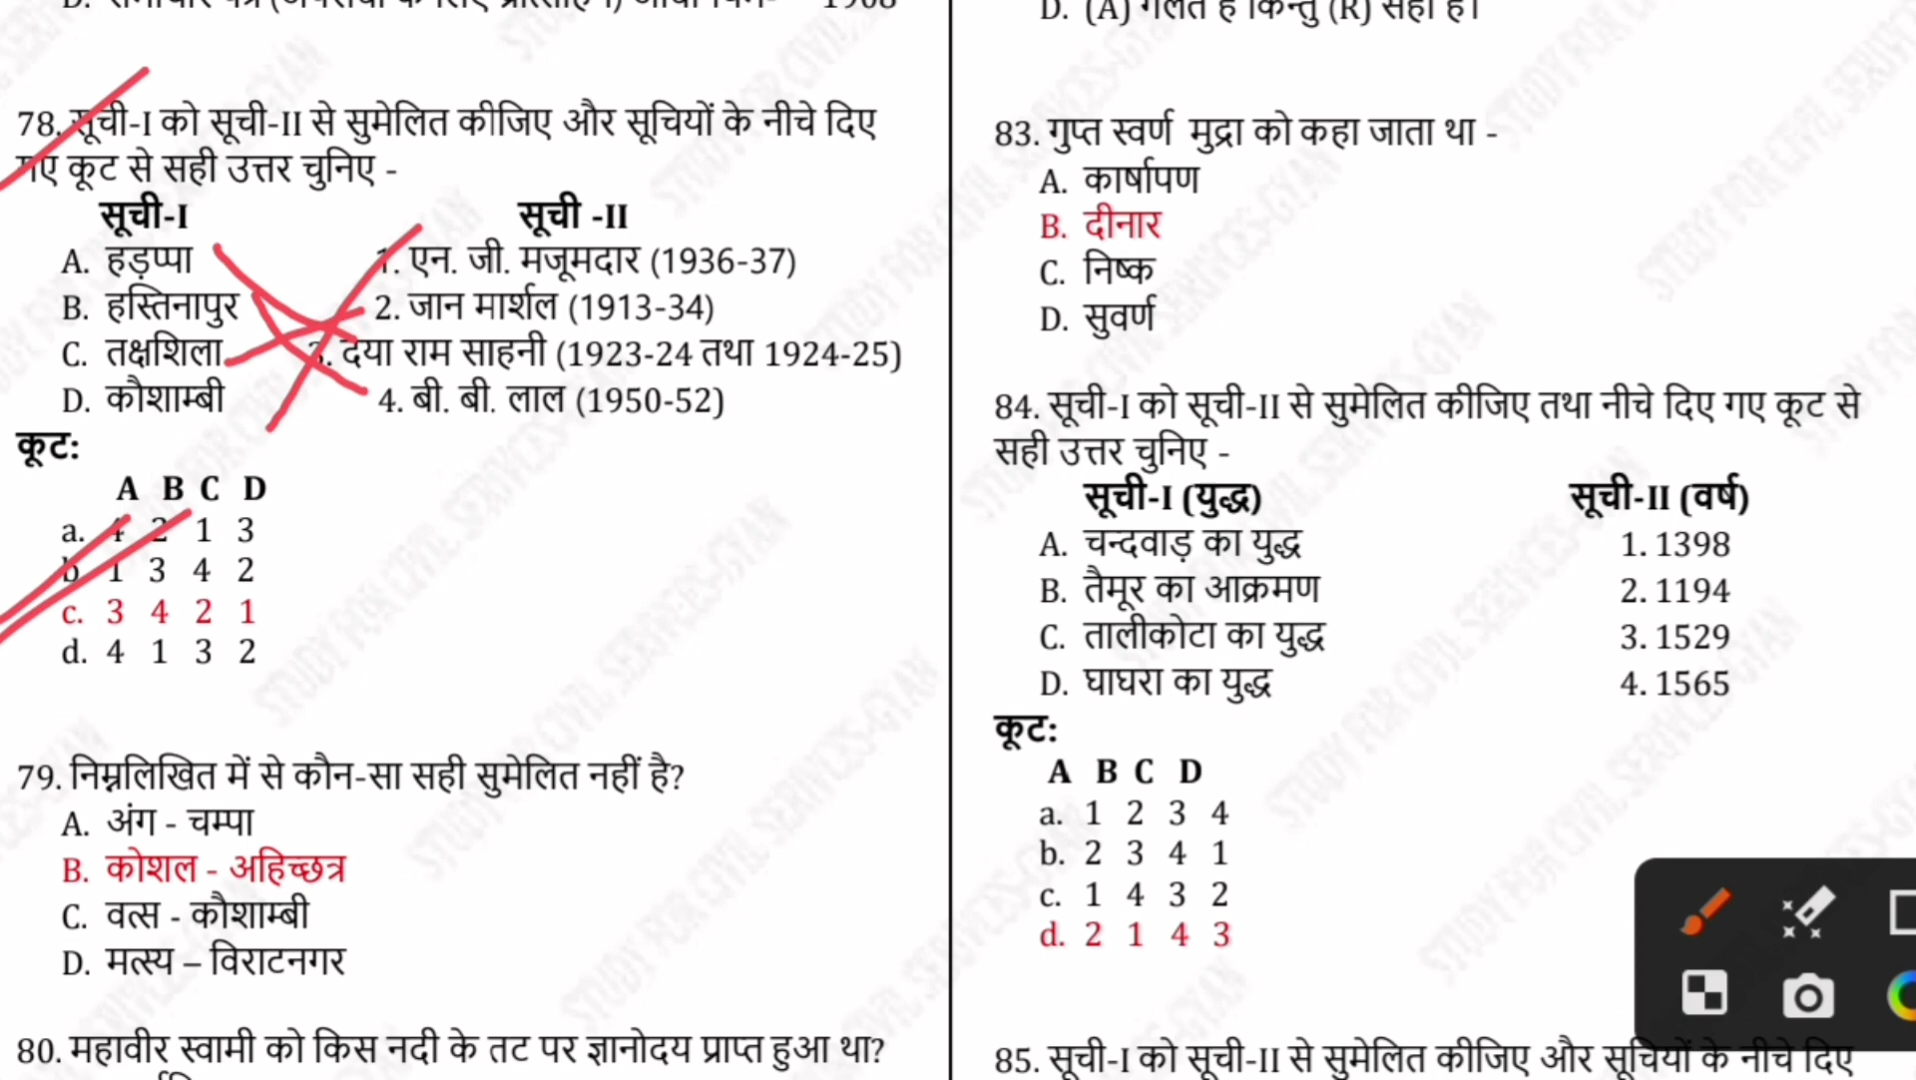 D. (A) गलत है किन्तु (R) सही है।
78. सूची-I को सूची-II से सुमेलित कीजिए और सूचियों के नीचे दिए
गए कूट से सही उत्तर चुनिए -
सूची-I सूची -II
A. हड़प्पा 1. एन. जी. मजूमदार (1936-37)
B. हस्तिनापुर 2. जान मार्शल (1913-34)
C. तक्षशिला 3. दया राम साहनी (1923-24 तथा 1924-25)
D. कौशाम्बी 4. बी. बी. लाल (1950-52)
कूट:
A B C D
a. 4 2 1 3
b 1 3 4 2
c. 3 4 2 1
d. 4 1 3 2
79. निम्नलिखित में से कौन-सा सही सुमेलित नहीं है?
A. अंग - चम्पा
B. कोशल - अहिच्छत्र
C. वत्स - कौशाम्बी
D. मत्स्य – विराटनगर
80. महावीर स्वामी को किस नदी के तट पर ज्ञानोदय प्राप्त हुआ था?
83. गुप्त स्वर्ण मुद्रा को कहा जाता था -
A. कार्षापण
B. दीनार
C. निष्क
D. सुवर्ण
84. सूची-I को सूची-II से सुमेलित कीजिए तथा नीचे दिए गए कूट से
सही उत्तर चुनिए -
सूची-I (युद्ध) सूची-II (वर्ष)
A. चन्दवाड़ का युद्ध 1. 1398
B. तैमूर का आक्रमण 2. 1194
C. तालीकोटा का युद्ध 3. 1529
D. घाघरा का युद्ध 4. 1565
कूट:
A B C D
a. 1 2 3 4
b. 2 3 4 1
c. 1 4 3 2
d. 2 1 4 3
85. सूची-I को सूची-II से सुमेलित कीजिए और सूचियों के नीचे दिए
STUDY FOR CIVIL SERIVCES-GYAN